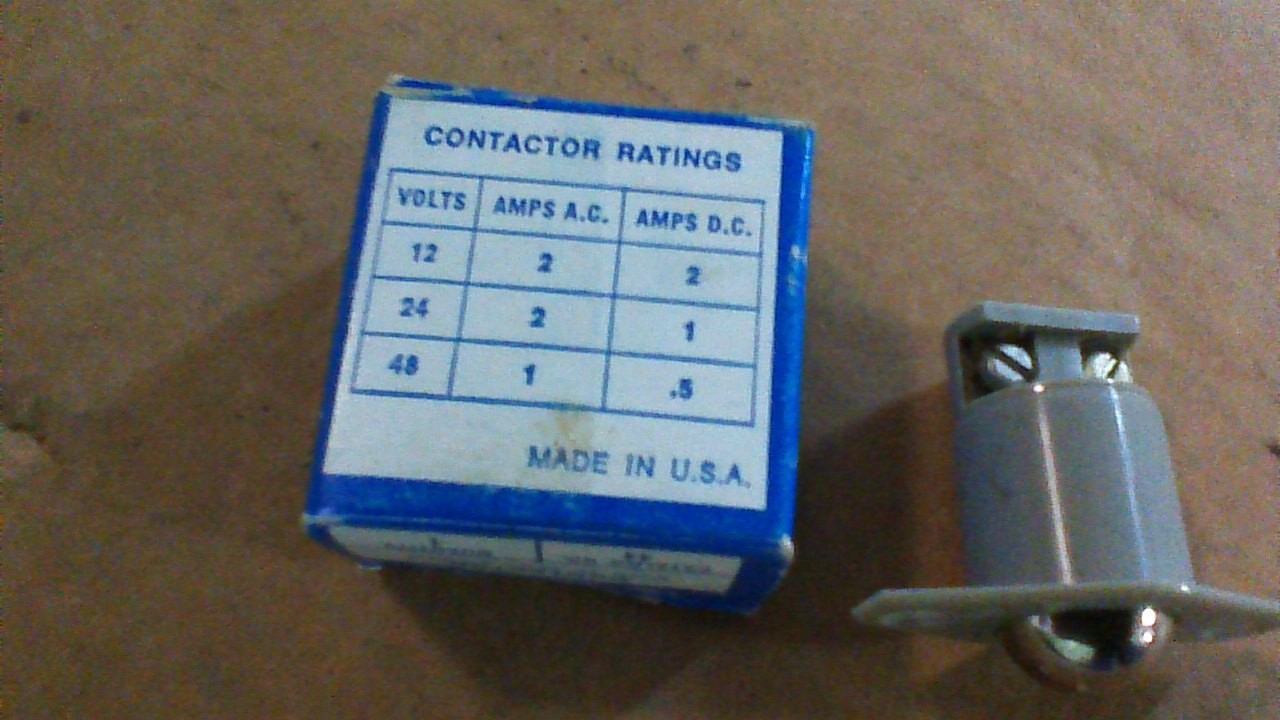 CONTACTOR RATINGS
VOLTS AMPS A.C. AMPS D.C.
12 2 2
24 2 1
48 1 .5
MADE IN U.S.A.